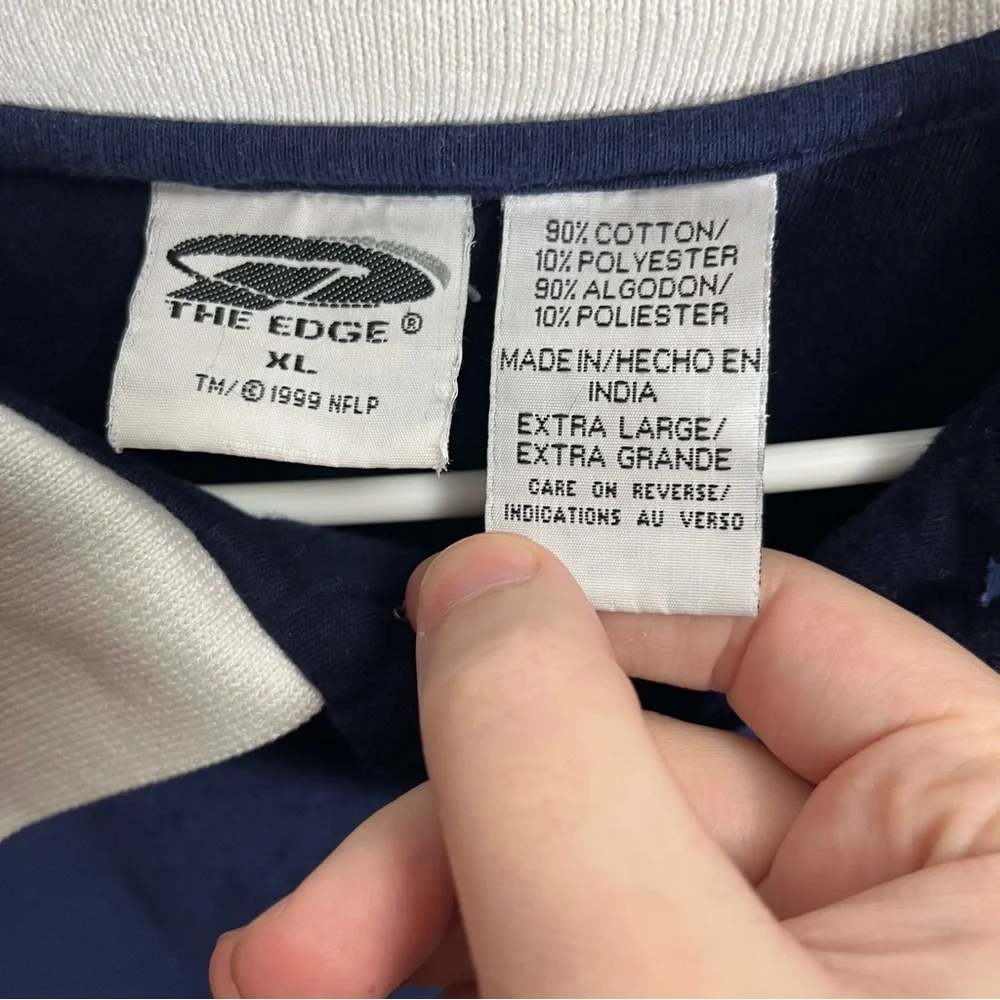 THE EDGE ®
XL
TM/ © 1999 NFLP
90% COTTON/
10% POLYESTER
90% ALGODON/
10% POLIESTER
MADE IN/HECHO EN
INDIA
EXTRA LARGE/
EXTRA GRANDE
CARE ON REVERSE/
INDICATIONS AU VERSO